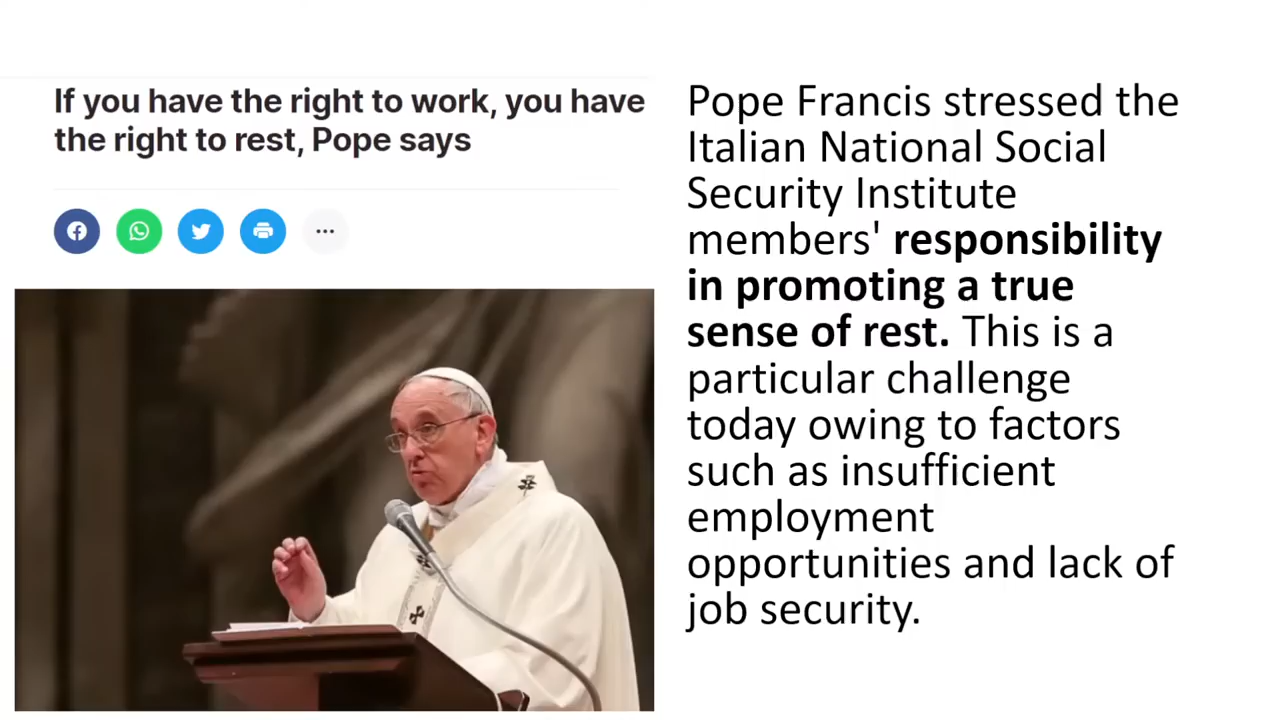 If you have the right to work, you have
the right to rest, Pope says
Pope Francis stressed the
Italian National Social
Security Institute
members' responsibility
in promoting a true
sense of rest. This is a
particular challenge
today owing to factors
such as insufficient
employment
opportunities and lack of
job security.